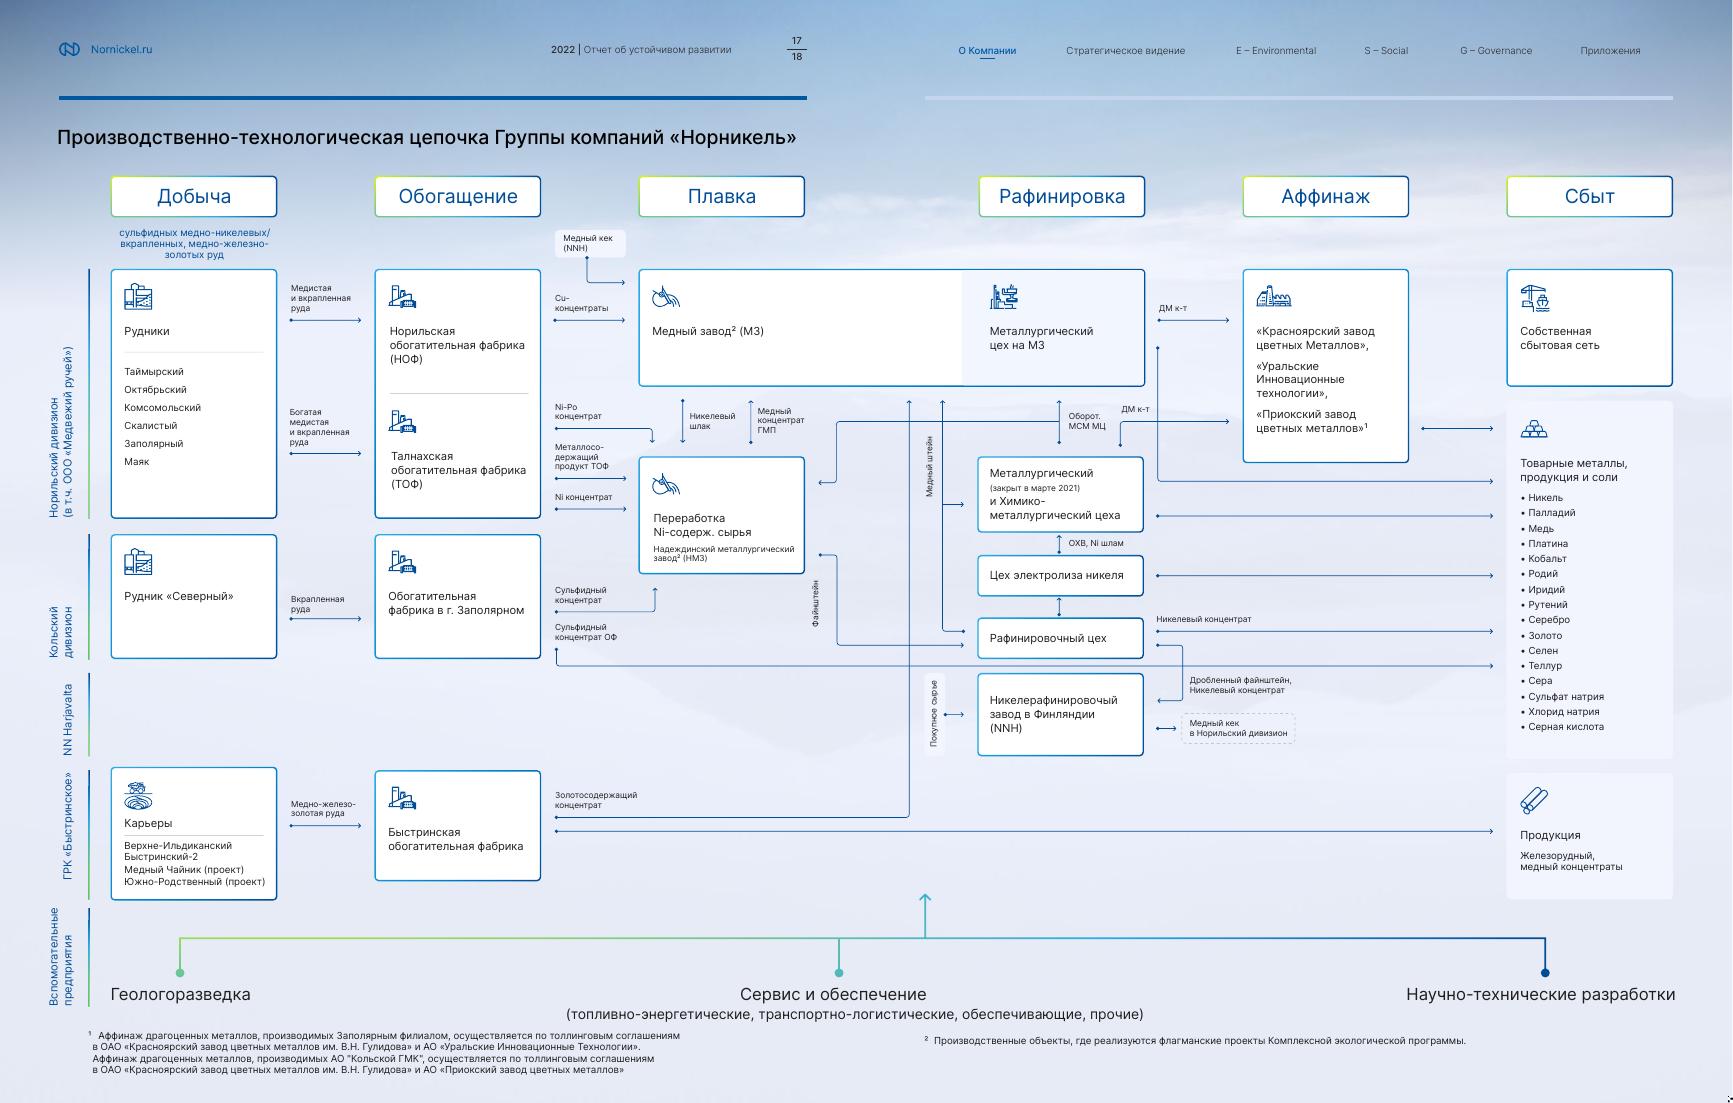 Nornickel.ru
2022 | Отчет об устойчивом развитии
17
18
О Компании
Стратегическое видение
E – Environmental
S – Social
G – Governance
Приложения
Производственно-технологическая цепочка Группы компаний «Норникель»
Добыча
Обогащение
Плавка
Рафинировка
Аффинаж
Сбыт
сульфидных медно-никелевых/
вкрапленных, медно-железно-
золотых руд
Норильский дивизион
(в т.ч. ООО «Медвежий ручей»)
Рудники
Таймырский
Октябрьский
Комсомольский
Скалистый
Заполярный
Маяк
Медистая
и вкрапленная
руда
Богатая
медистая
и вкрапленная
руда
Норильская
обогатительная фабрика
(НОФ)
Талнахская
обогатительная фабрика
(ТОФ)
Медный кек
(NNH)
Cu-
концентраты
Ni-Po
концентрат
Металлосо-
держащий
продукт ТОФ
Ni концентрат
Медный завод² (МЗ)
Металлургический
цех на МЗ
Никелевый
шлак
Медный
концентрат
ГМП
Переработка
Ni-содерж. сырья
Надеждинский металлургический
завод² (НМЗ)
Медный штейн
Оборот.
МСМ МЦ
ДМ к-т
ДМ к-т
Металлургический
(закрыт в марте 2021)
и Химико-
металлургический цеха
ОХВ, Ni шлам
Цех электролиза никеля
Рафинировочный цех
«Красноярский завод
цветных Металлов»,
«Уральские
Инновационные
технологии»,
«Приокский завод
цветных металлов»¹
Собственная
сбытовая сеть
Товарные металлы,
продукция и соли
• Никель
• Палладий
• Медь
• Платина
• Кобальт
• Родий
• Иридий
• Рутений
• Серебро
• Золото
• Селен
• Теллур
• Сера
• Сульфат натрия
• Хлорид натрия
• Серная кислота
Кольский
дивизион
Рудник «Северный»
Вкрапленная
руда
Обогатительная
фабрика в г. Заполярном
Сульфидный
концентрат
Сульфидный
концентрат ОФ
Файнштейн
Никелевый концентрат
Дробленный файнштейн,
Никелевый концентрат
NN Harjavalta
Покупное сырье
Никелерафинировочый
завод в Финляндии
(NNH)
Медный кек
в Норильский дивизион
ГРК «Быстринское»
Карьеры
Верхне-Ильдиканский
Быстринский-2
Медный Чайник (проект)
Южно-Родственный (проект)
Медно-железо-
золотая руда
Быстринская
обогатительная фабрика
Золотосодержащий
концентрат
Продукция
Железорудный,
медный концентраты
Вспомогательные
предприятия
Геологоразведка
Сервис и обеспечение
(топливно-энергетические, транспортно-логистические, обеспечивающие, прочие)
Научно-технические разработки
¹ Аффинаж драгоценных металлов, производимых Заполярным филиалом, осуществляется по толлинговым соглашениям
в ОАО «Красноярский завод цветных металлов им. В.Н. Гулидова» и АО «Уральские Инновационные Технологии».
Аффинаж драгоценных металлов, производимых АО "Кольской ГМК", осуществляется по толлинговым соглашениям
в ОАО «Красноярский завод цветных металлов им. В.Н. Гулидова» и АО «Приокский завод цветных металлов»
² Производственные объекты, где реализуются флагманские проекты Комплексной экологической программы.